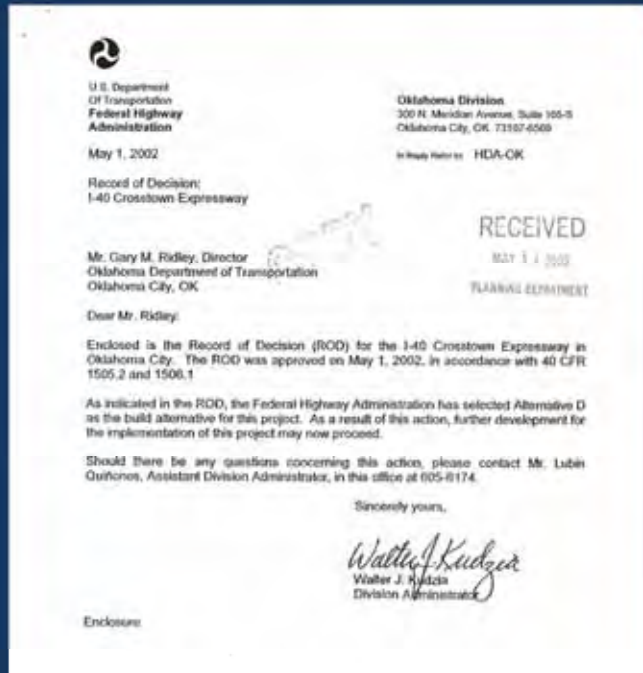 U.S. Department
Of Transportation
Federal Highway
Administration
Oklahoma Division
300 N. Meridian Avenue, Suite 105-S
Oklahoma City, OK 73107-6560
May 1, 2002
In Reply Refer to: HDA-OK
Record of Decision:
I-40 Crosstown Expressway
RECEIVED
MAY 2002
PLANNING DEPARTMENT
Mr. Gary M. Ridley, Director
Oklahoma Department of Transportation
Oklahoma City, OK
Dear Mr. Ridley:
Enclosed is the Record of Decision (ROD) for the I-40 Crosstown Expressway in
Oklahoma City. The ROD was approved on May 1, 2002, in accordance with 40 CFR
1505.2 and 1506.1
As indicated in the ROD, the Federal Highway Administration has selected Alternative D
as the build alternative for this project. As a result of this action, further development for
the implementation of this project may now proceed.
Should there be any questions concerning this action, please contact Mr. Lubin
Quiñones, Assistant Division Administrator, in this office at 605-6174.
Sincerely yours,
Walter J. Kudzia
Walter J. Kudzia
Division Administrator
Enclosure